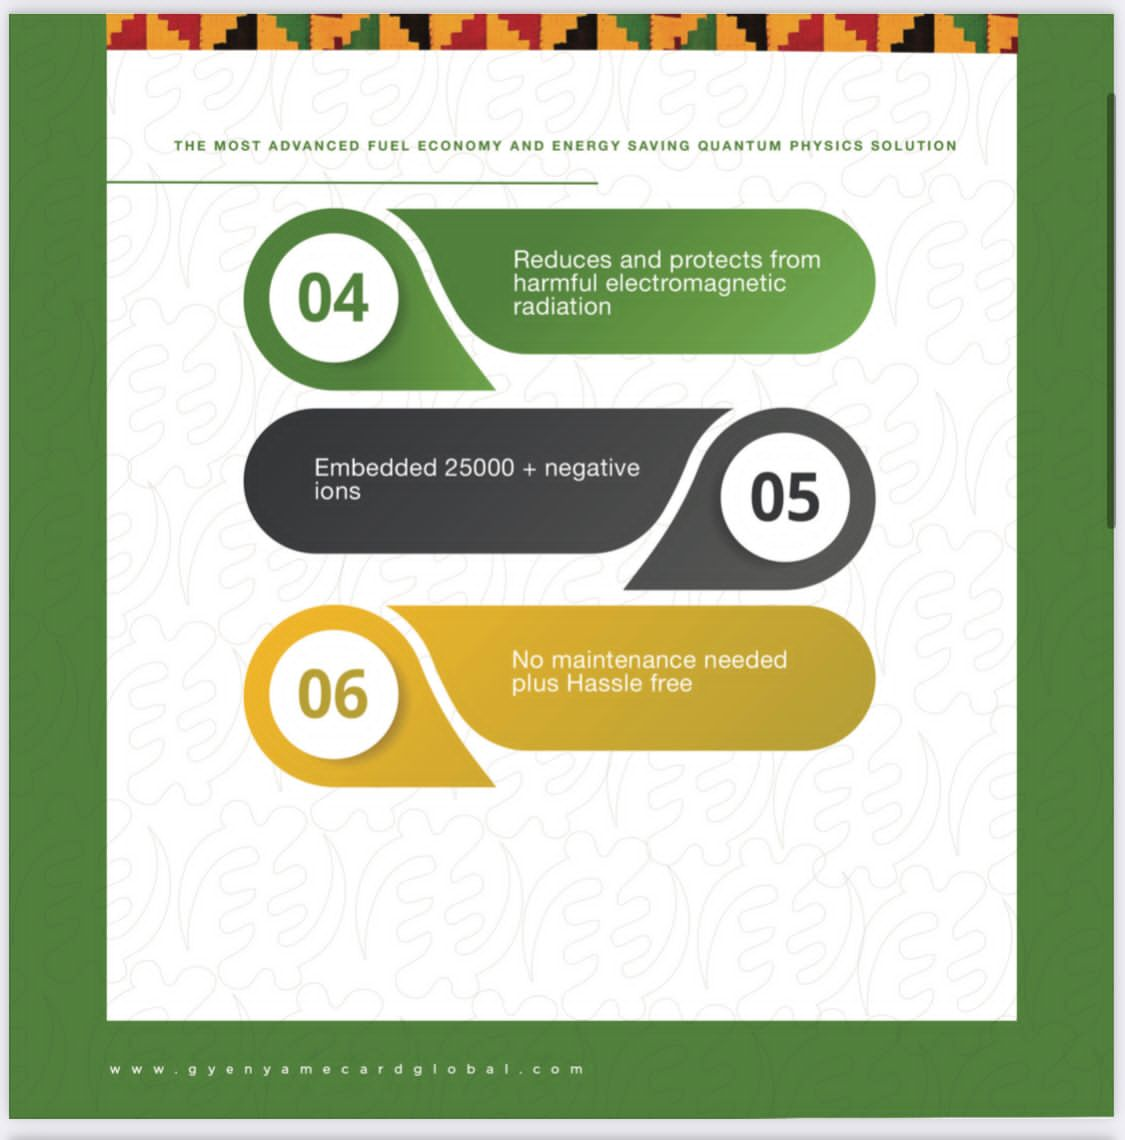 THE MOST ADVANCED FUEL ECONOMY AND ENERGY SAVING QUANTUM PHYSICS SOLUTION
04
Reduces and protects from
harmful electromagnetic
radiation
Embedded 25000 + negative
ions
05
06
No maintenance needed
plus Hassle free
www.gyenyamecardglobal.com